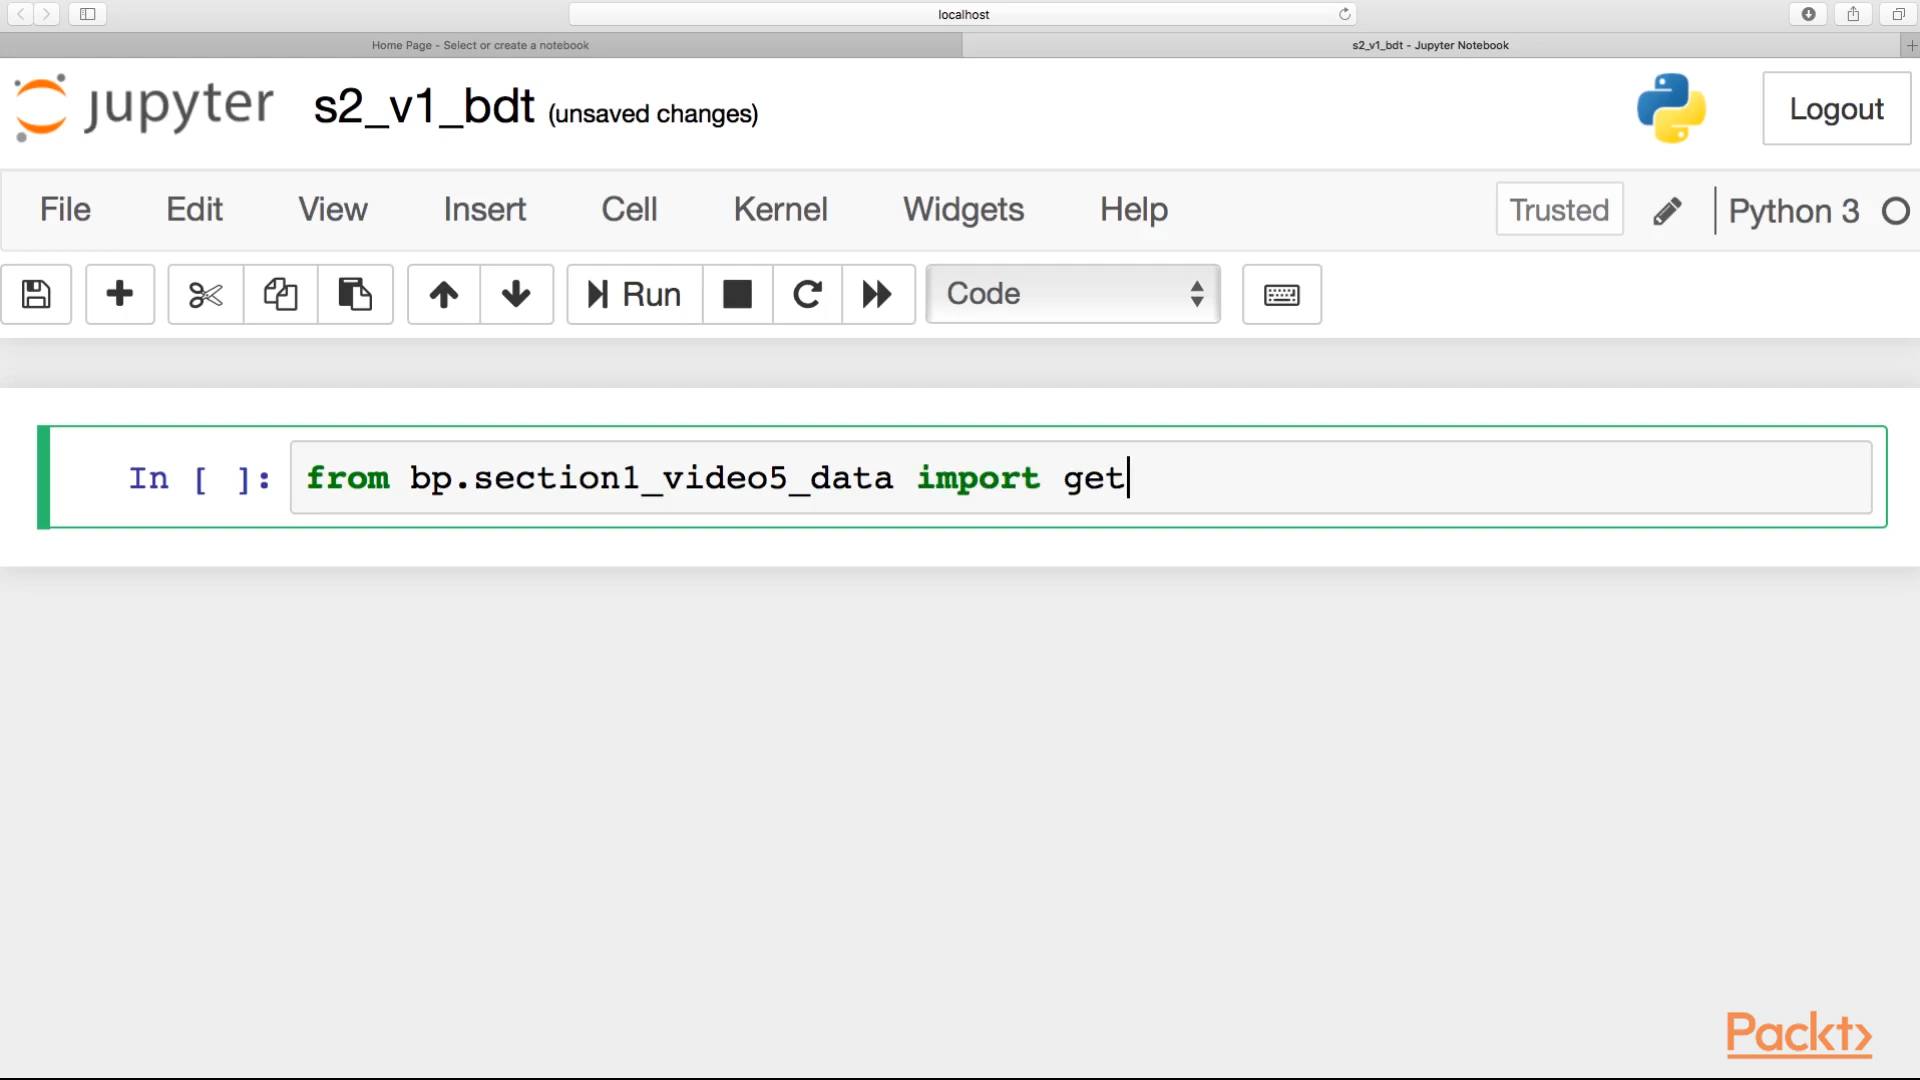 localhost
Home Page - Select or create a notebook
s2_v1_bdt - Jupyter Notebook
jupyter s2_v1_bdt (unsaved changes)
Logout
File Edit View Insert Cell Kernel Widgets Help
Trusted
Python 3
Run
Code
In [ ]: from bp.section1_video5_data import get
Packt>